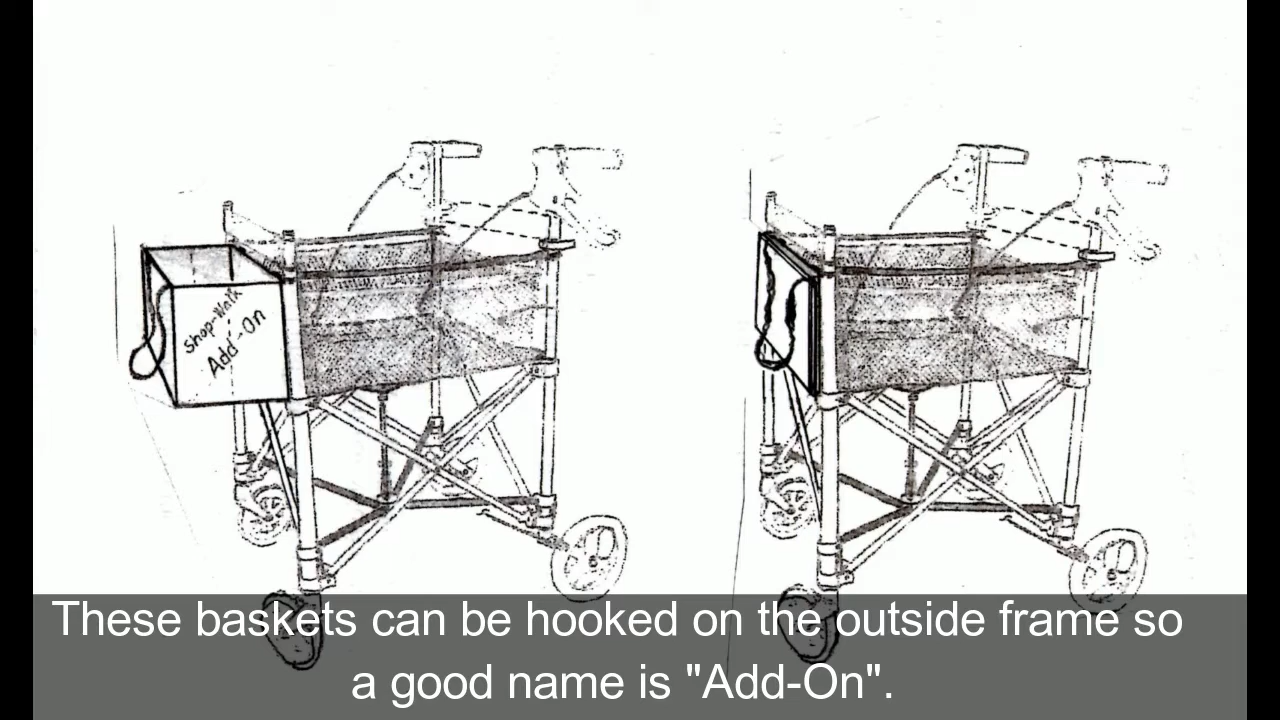 Shop-Walk
Add-On
These baskets can be hooked on the outside frame so
a good name is "Add-On".